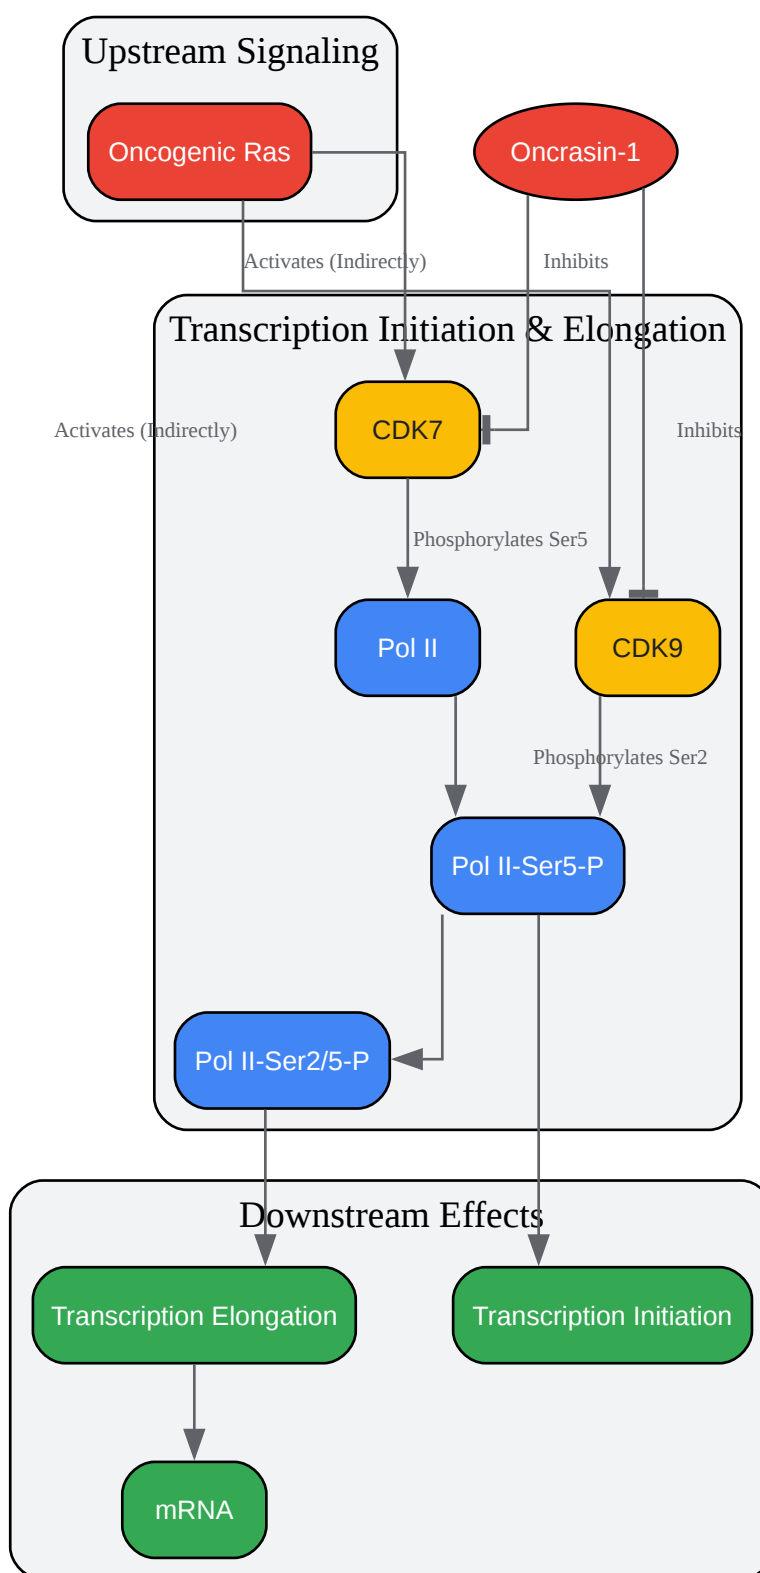 Upstream Signaling
Oncogenic Ras
Oncrasin-1
Activates (Indirectly)
Inhibits
Transcription Initiation & Elongation
CDK7
Activates (Indirectly)
Inhibits
Phosphorylates Ser5
Pol II
CDK9
Phosphorylates Ser2
Pol II-Ser5-P
Pol II-Ser2/5-P
Downstream Effects
Transcription Elongation
Transcription Initiation
mRNA